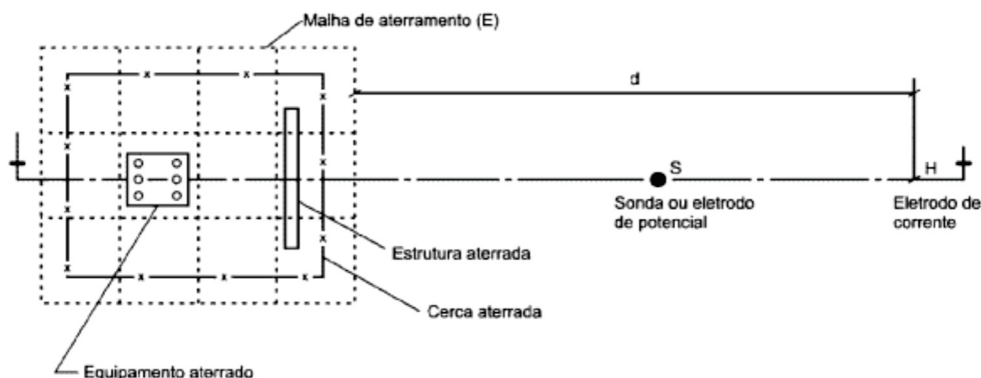 Malha de aterramento (E)
d
S
H
Sonda ou eletrodo
de potencial
Eletrodo de
corrente
Estrutura aterrada
Cerca aterrada
Equipamento aterrado